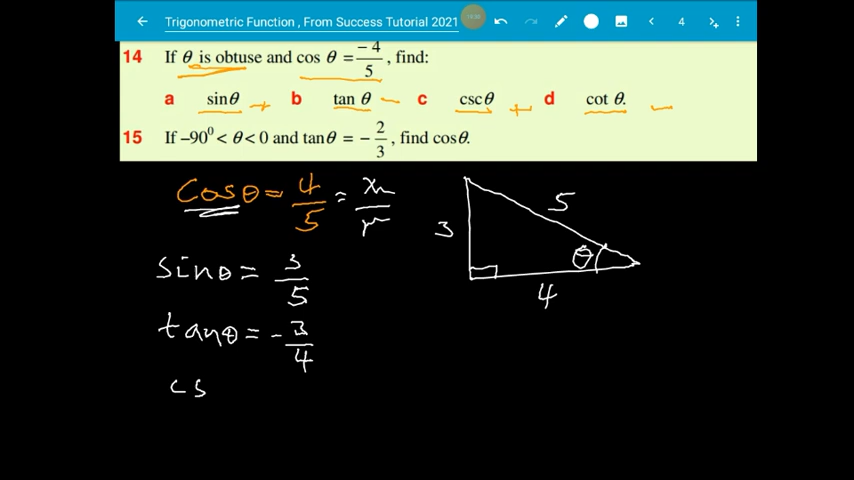 Trigonometric Function , From Success Tutorial 2021
4
14 If θ is obtuse and cos θ = -4/5, find:
a sinθ b tan θ c cscθ d cot θ.
15 If –90⁰ < θ < 0 and tanθ = – 2/3, find cosθ.
Cosθ = 4/5 = x/r
5
3
θ
sinθ = 3/5
4
tanθ = - 3/4
cs